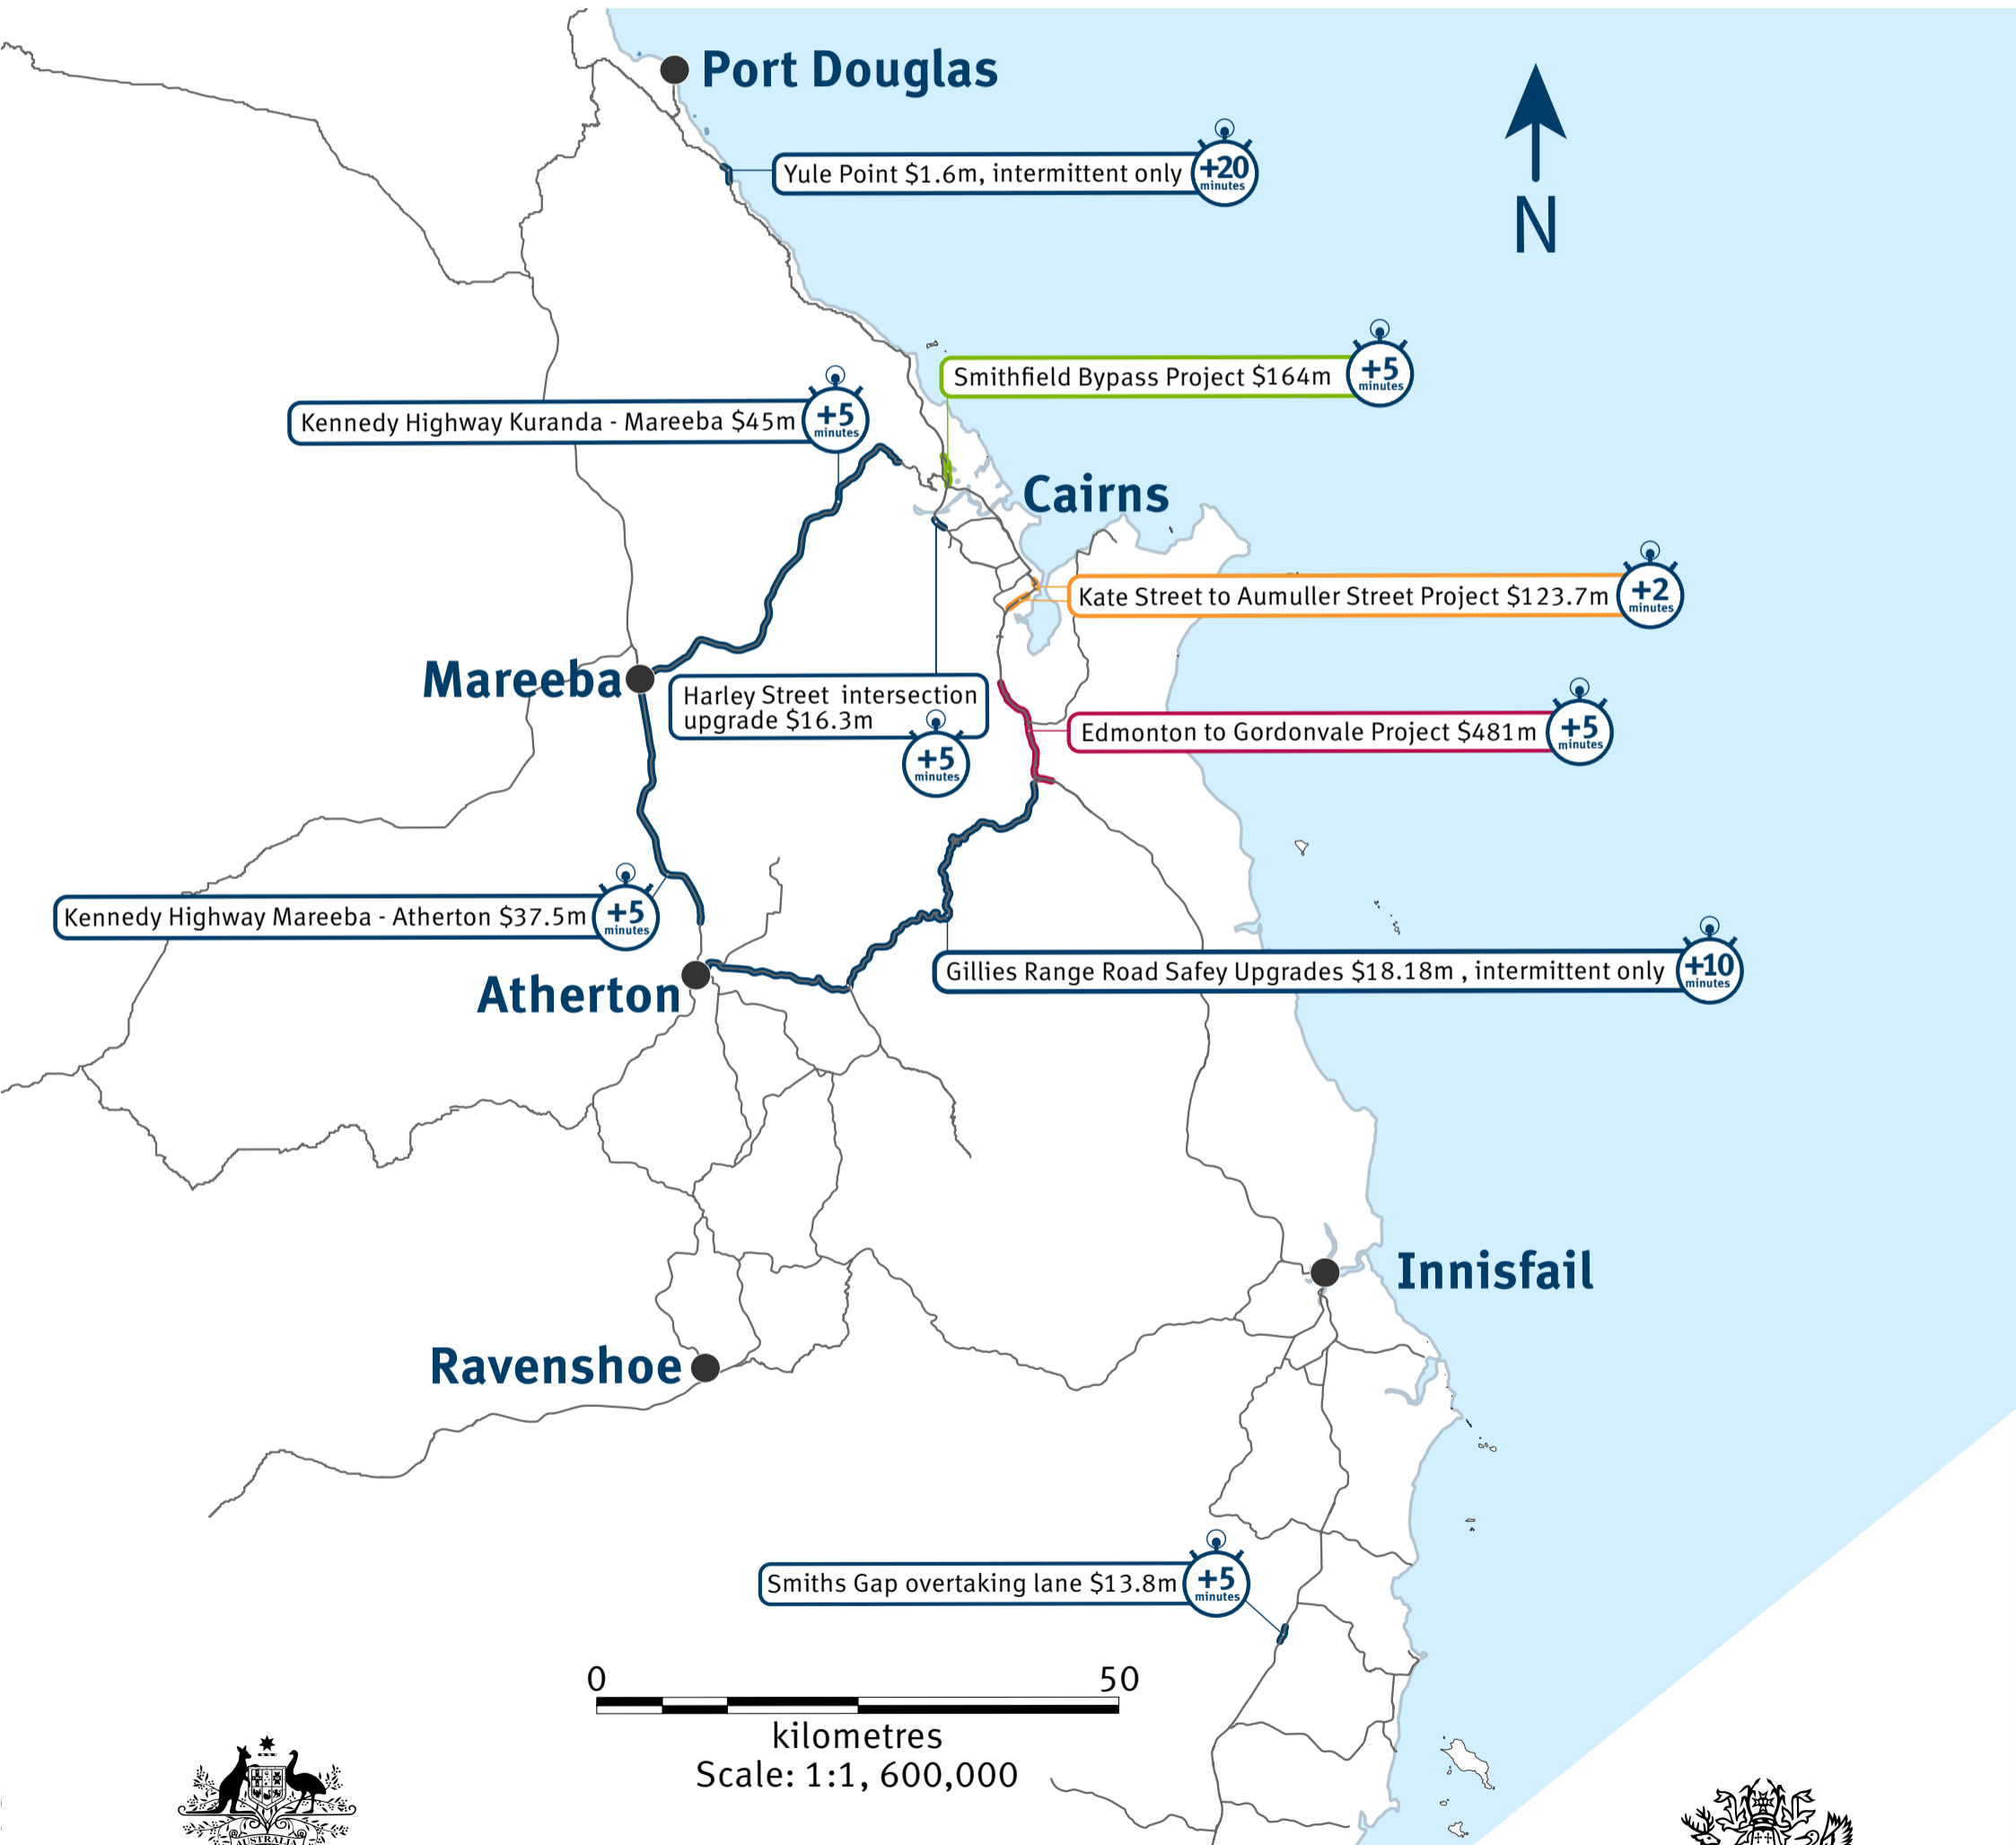 Port Douglas
Yule Point $1.6m, intermittent only
+20
minutes
N
Smithfield Bypass Project $164m
+5
minutes
Kennedy Highway Kuranda - Mareeba $45m
+5
minutes
Cairns
Kate Street to Aumuller Street Project $123.7m
+2
minutes
Mareeba
Harley Street intersection
upgrade $16.3m
+5
minutes
Edmonton to Gordonvale Project $481m
+5
minutes
Kennedy Highway Mareeba - Atherton $37.5m
+5
minutes
Gillies Range Road Safey Upgrades $18.18m , intermittent only
+10
minutes
Atherton
Innisfail
Ravenshoe
Smiths Gap overtaking lane $13.8m
+5
minutes
0 50
kilometres
Scale: 1:1, 600,000
AUSTRALIA